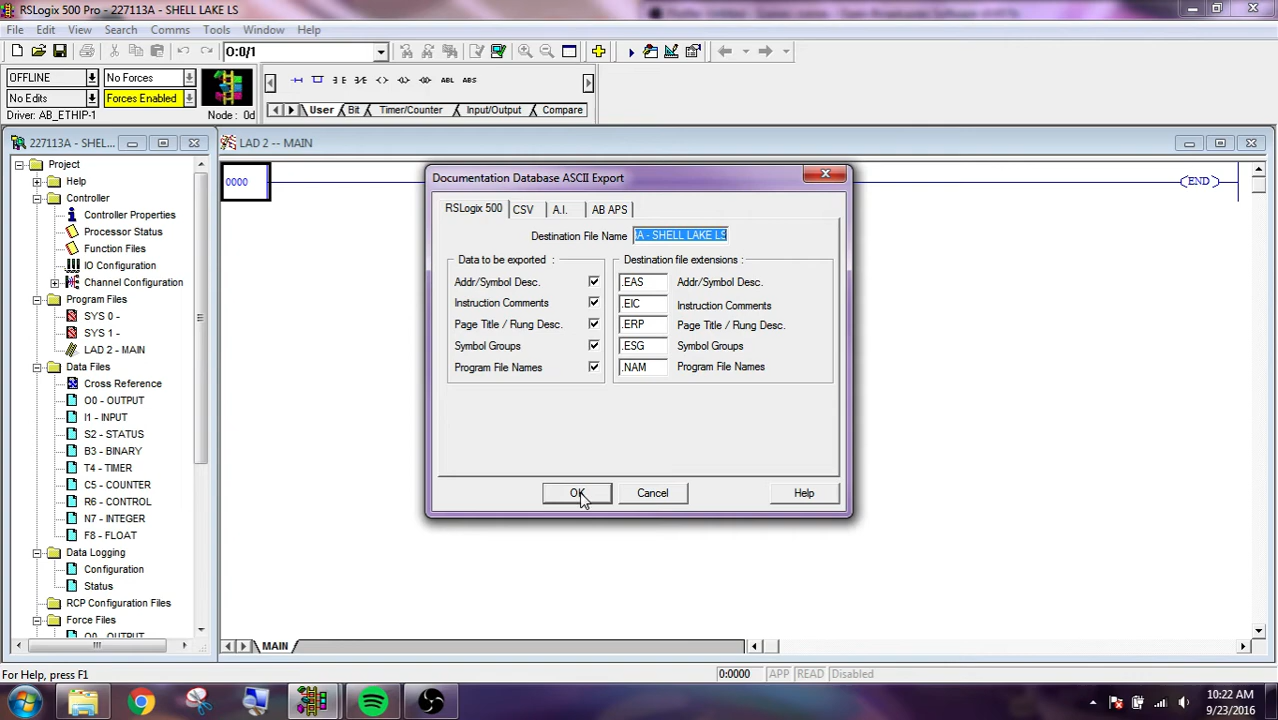 RSLogix 500 Pro - 227113A - SHELL LAKE LS
File Edit View Search Comms Tools Window Help
O:0/1
OFFLINE No Forces
No Edits Forces Enabled
Driver: AB_ETHIP-1 Node: 0d
ABL ABS
User Bit Timer/Counter Input/Output Compare
227113A - SHEL...
LAD 2 -- MAIN
Project
Help
Controller
Controller Properties
Processor Status
Function Files
IO Configuration
Channel Configuration
Program Files
SYS 0 -
SYS 1 -
LAD 2 - MAIN
Data Files
Cross Reference
O0 - OUTPUT
I1 - INPUT
S2 - STATUS
B3 - BINARY
T4 - TIMER
C5 - COUNTER
R6 - CONTROL
N7 - INTEGER
F8 - FLOAT
Data Logging
Configuration
Status
RCP Configuration Files
Force Files
O0 - OUTPUT
0000
END
Documentation Database ASCII Export
RSLogix 500 CSV A.I. AB APS
Destination File Name A - SHELL LAKE LS
Data to be exported :
Addr/Symbol Desc.
Instruction Comments
Page Title / Rung Desc.
Symbol Groups
Program File Names
Destination file extensions :
.EAS Addr/Symbol Desc.
.EIC Instruction Comments
.ERP Page Title / Rung Desc.
.ESG Symbol Groups
.NAM Program File Names
OK Cancel Help
MAIN
For Help, press F1
0:0000 APP READ Disabled
10:22 AM
9/23/2016